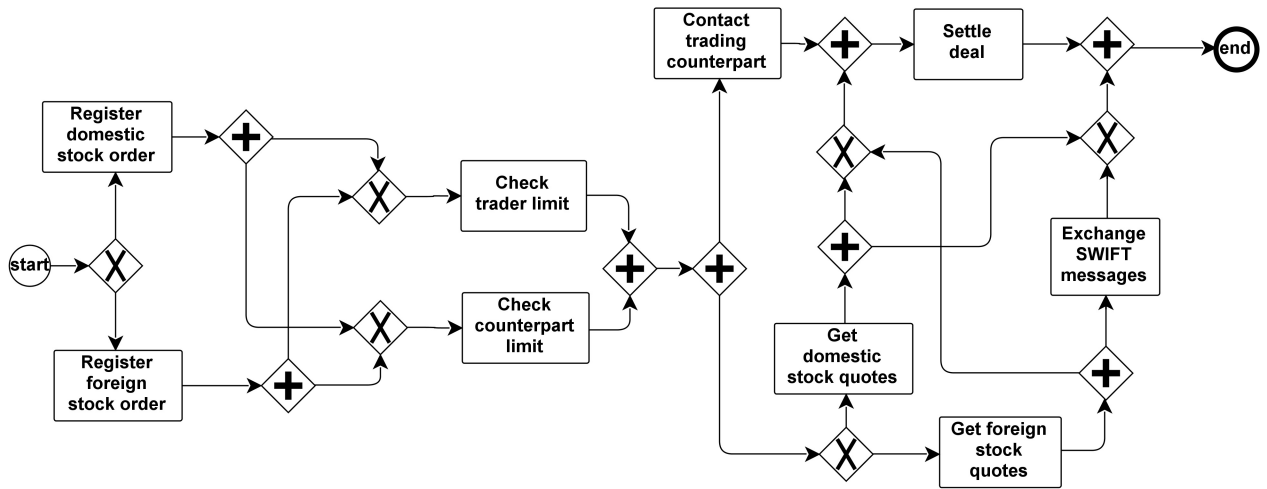 start
Register
domestic
stock order
Register
foreign
stock order
Check
trader limit
Check
counterpart
limit
Contact
trading
counterpart
Settle
deal
end
Get
domestic
stock quotes
Exchange
SWIFT
messages
Get foreign
stock
quotes